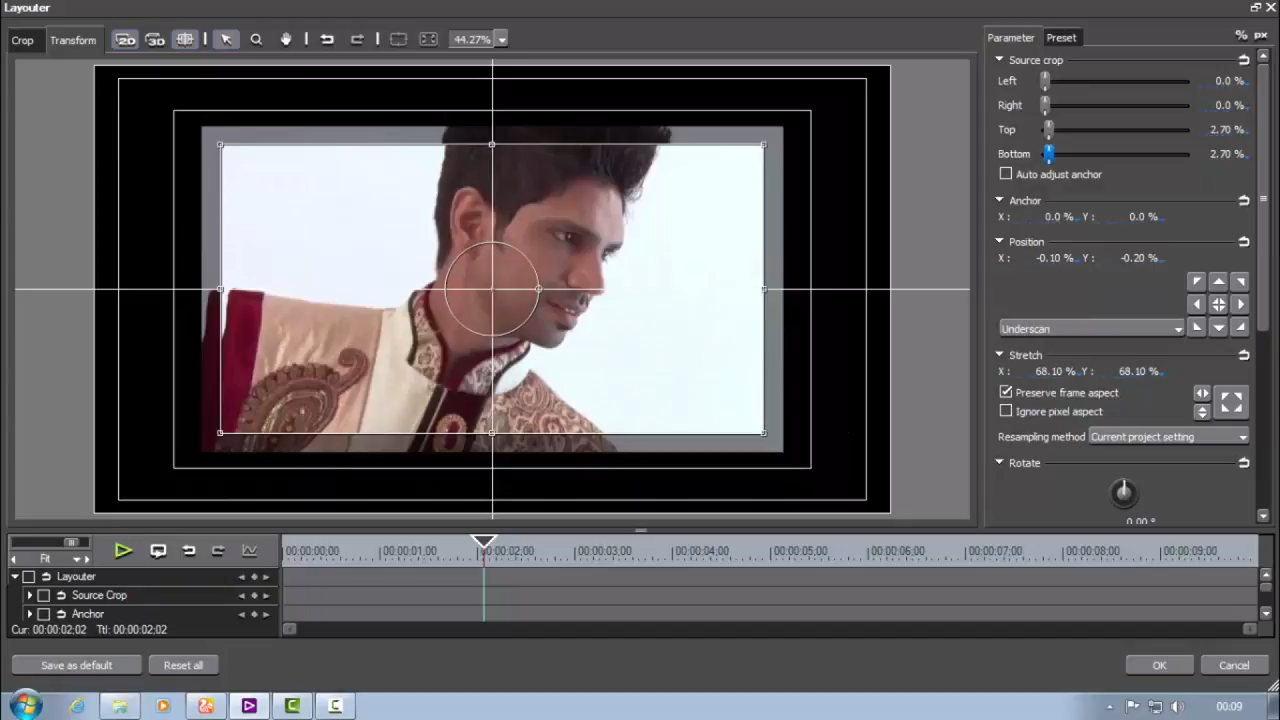 Layouter
Crop Transform 2D 3D 44.27%
Parameter Preset % px
Source crop
Left 0.0 %
Right 0.0 %
Top 2.70 %
Bottom 2.70 %
Auto adjust anchor
Anchor
X : 0.0 % Y : 0.0 %
Position
X : -0.10 % Y : -0.20 %
Underscan
Stretch
X : 68.10 % Y : 68.10 %
Preserve frame aspect
Ignore pixel aspect
Resampling method Current project setting
Rotate
0.00 °
Fit
00:00:00;00 00:00:01;00 00:00:02;00 00:00:03;00 00:00:04;00 00:00:05;00 00:00:06;00 00:00:07;00 00:00:08;00 00:00:09;00
Layouter
Source Crop
Anchor
Cur: 00:00:02;02 Ttl: 00:00:02;02
Save as default Reset all OK Cancel
00:09